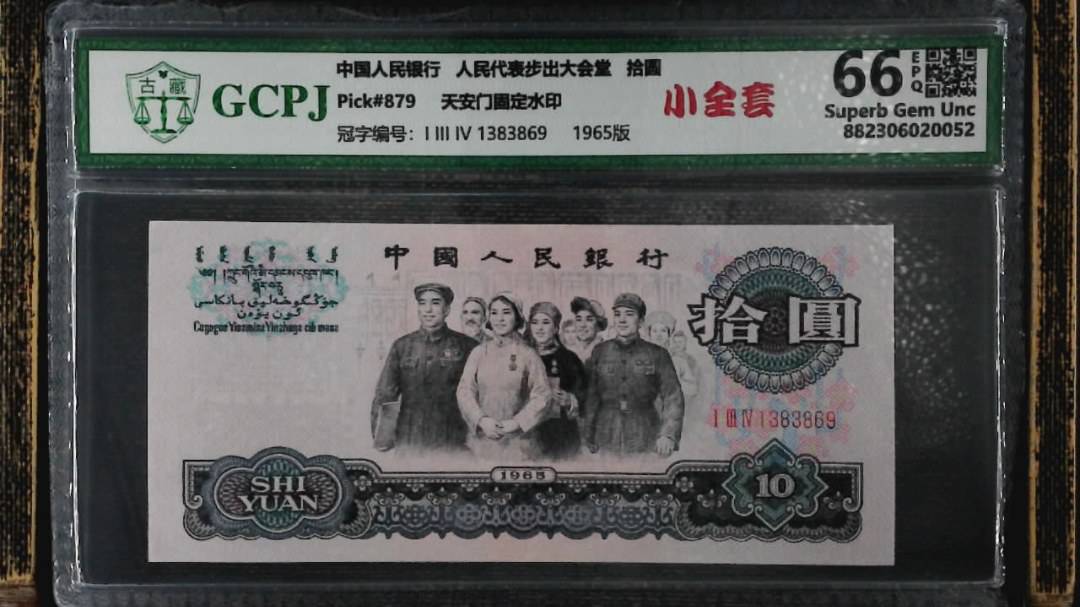 古藏
GCPJ
中国人民银行 人民代表步出大会堂 拾圆
Pick#879 天安门固定水印
冠字编号：I III IV 1383869 1965版
小全套
66 EPQ
Superb Gem Unc
882306020052
中國人民銀行
拾圓
I III IV 1383869
1965
SHI
YUAN
10